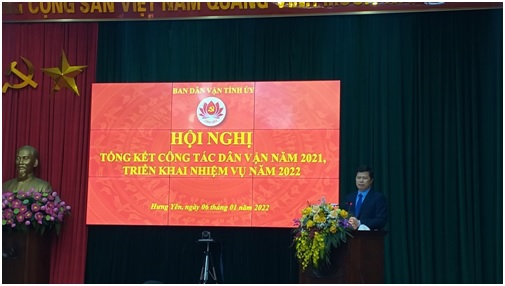 CỘNG SẢN VIỆT NAM QUANG
BAN DÂN VẬN TỈNH ỦY
HỘI NGHỊ
TỔNG KẾT CÔNG TÁC DÂN VẬN NĂM 2021,
TRIỂN KHAI NHIỆM VỤ NĂM 2022
Hưng Yên, ngày 06 tháng 01 năm 2022